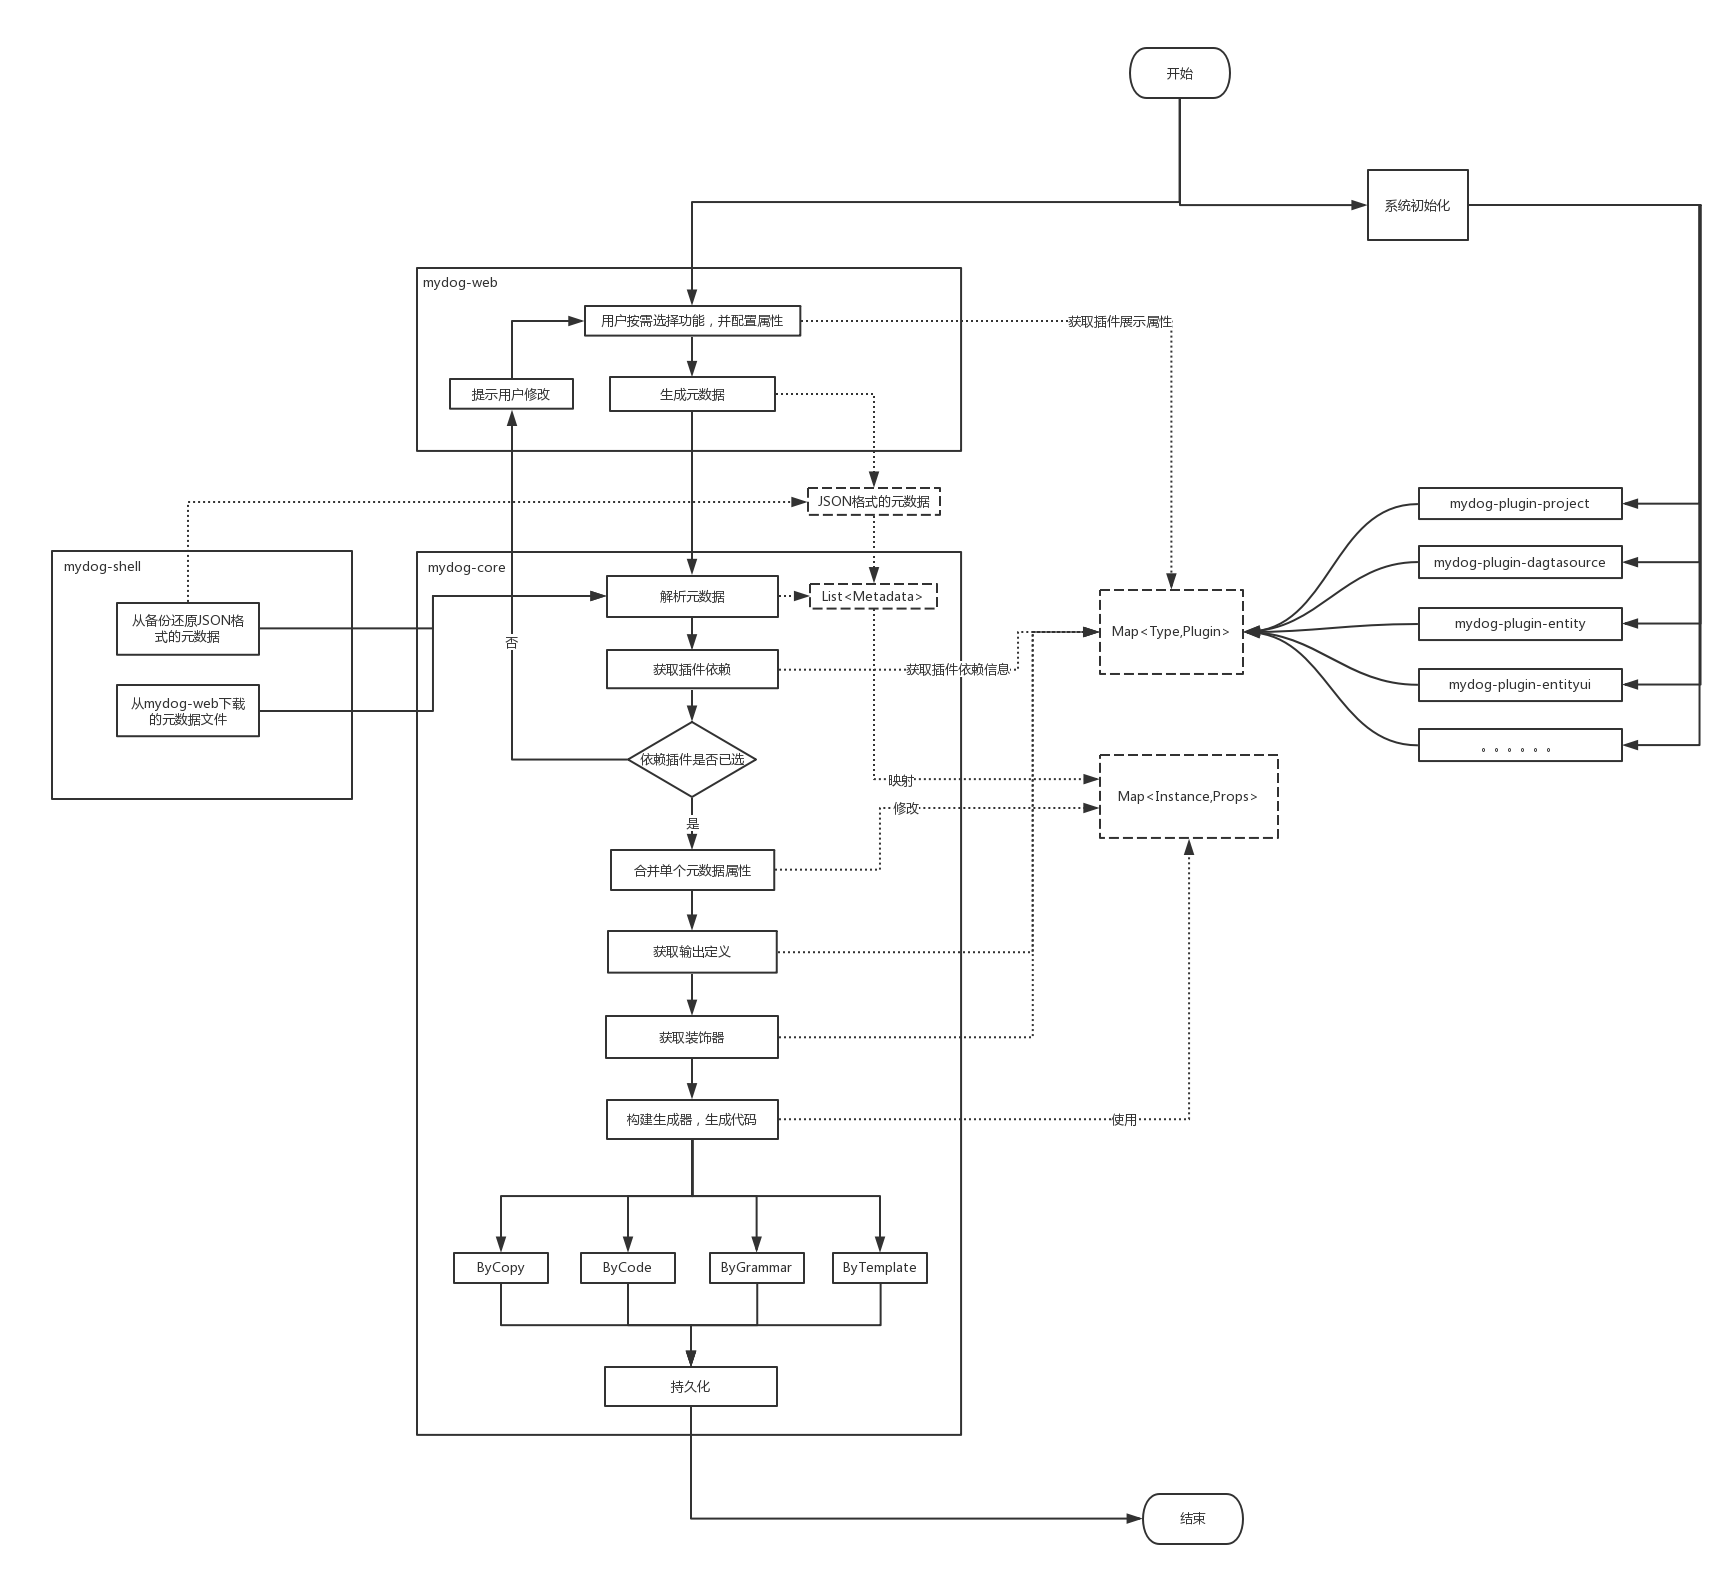 开始
系统初始化
mydog-web
用户按需选择功能，并配置属性
获取插件展示属性
提示用户修改
生成元数据
JSON格式的元数据
mydog-plugin-project
mydog-plugin-dagtasource
mydog-plugin-entity
mydog-plugin-entityui
。。。。。。
mydog-shell
从备份还原JSON格
式的元数据
从mydog-web下载
的元数据文件
mydog-core
解析元数据
List<Metadata>
否
获取插件依赖
获取插件依赖信息
Map<Type,Plugin>
依赖插件是否已选
映射
Map<Instance,Props>
修改
是
合并单个元数据属性
获取输出定义
获取装饰器
构建生成器，生成代码
使用
ByCopy
ByCode
ByGrammar
ByTemplate
持久化
结束